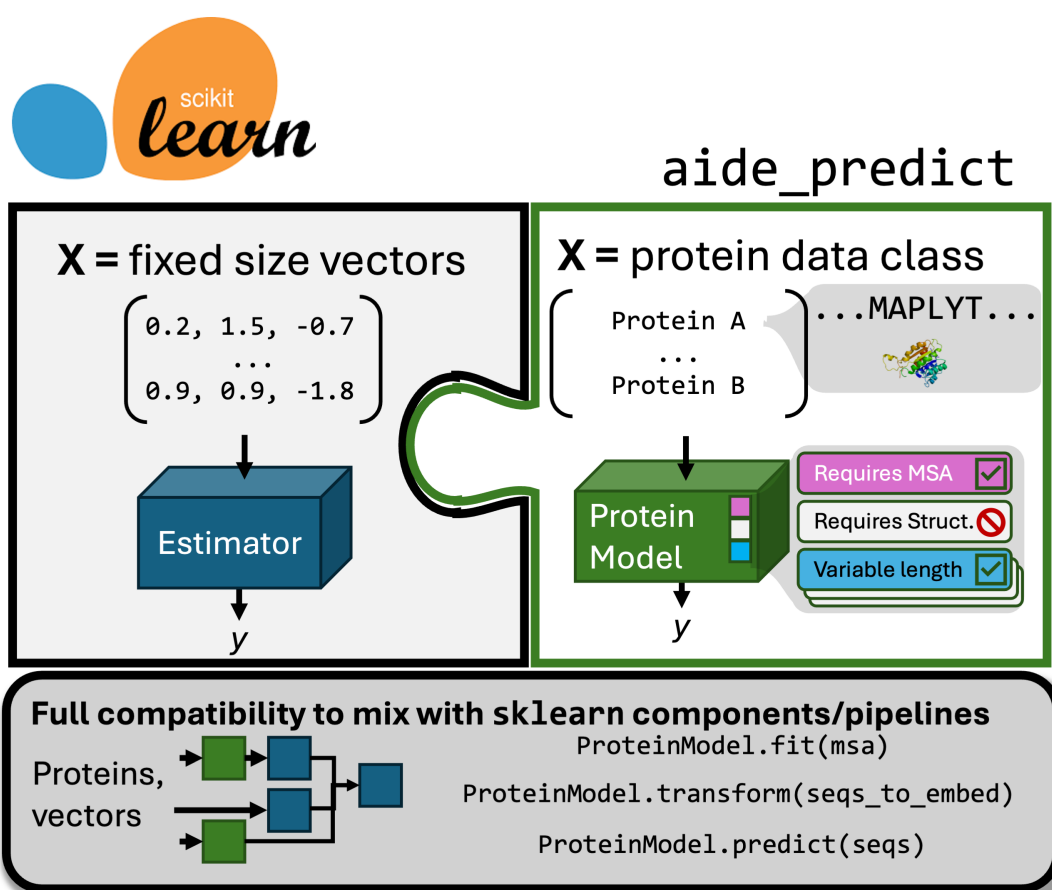 scikit
learn
aide_predict
X = fixed size vectors
0.2, 1.5, -0.7
...
0.9, 0.9, -1.8
Estimator
y
X = protein data class
Protein A
...
Protein B
...MAPLYT...
Protein
Model
Requires MSA
Requires Struct.
Variable length
y
Full compatibility to mix with sklearn components/pipelines
Proteins,
vectors
ProteinModel.fit(msa)
ProteinModel.transform(seqs_to_embed)
ProteinModel.predict(seqs)